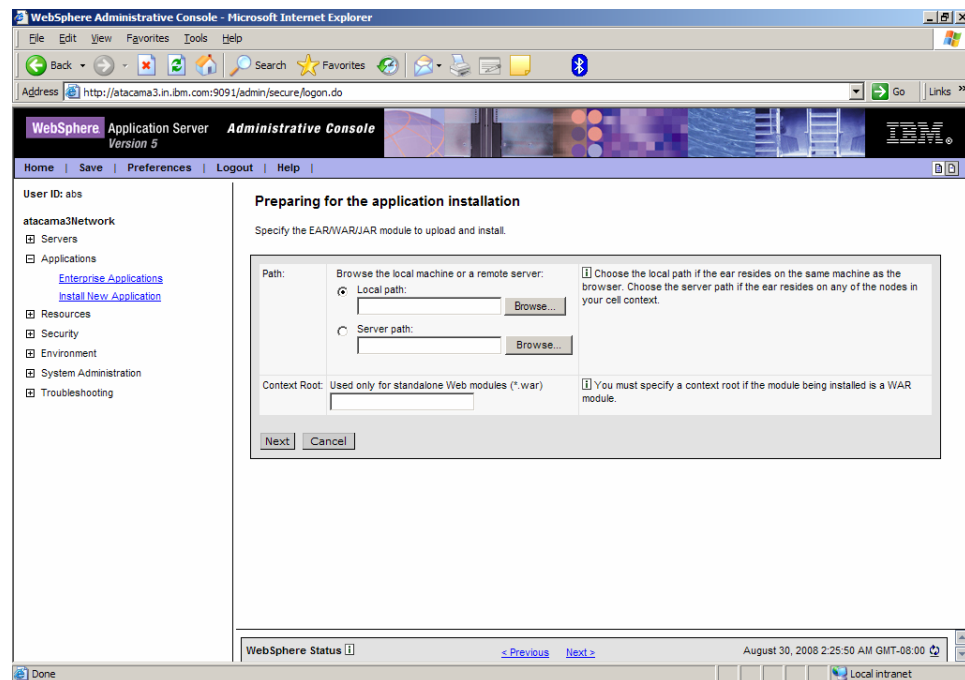 WebSphere Administrative Console - Microsoft Internet Explorer
File Edit View Favorites Tools Help
Back Search Favorites
Address http://atacama3.in.ibm.com:9091/admin/secure/logon.do Go Links »
WebSphere Application Server Administrative Console
Version 5
IBM
Home | Save | Preferences | Logout | Help |
User ID: abs
atacama3Network
Servers
Applications
Enterprise Applications
Install New Application
Resources
Security
Environment
System Administration
Troubleshooting
Preparing for the application installation
Specify the EAR/WAR/JAR module to upload and install.
Path:
Browse the local machine or a remote server:
Local path:
Browse...
Server path:
Browse...
i Choose the local path if the ear resides on the same machine as the
browser. Choose the server path if the ear resides on any of the nodes in
your cell context.
Context Root: Used only for standalone Web modules (*.war)
i You must specify a context root if the module being installed is a WAR
module.
Next Cancel
WebSphere Status i < Previous Next > August 30, 2008 2:25:50 AM GMT-08:00
Done Local intranet